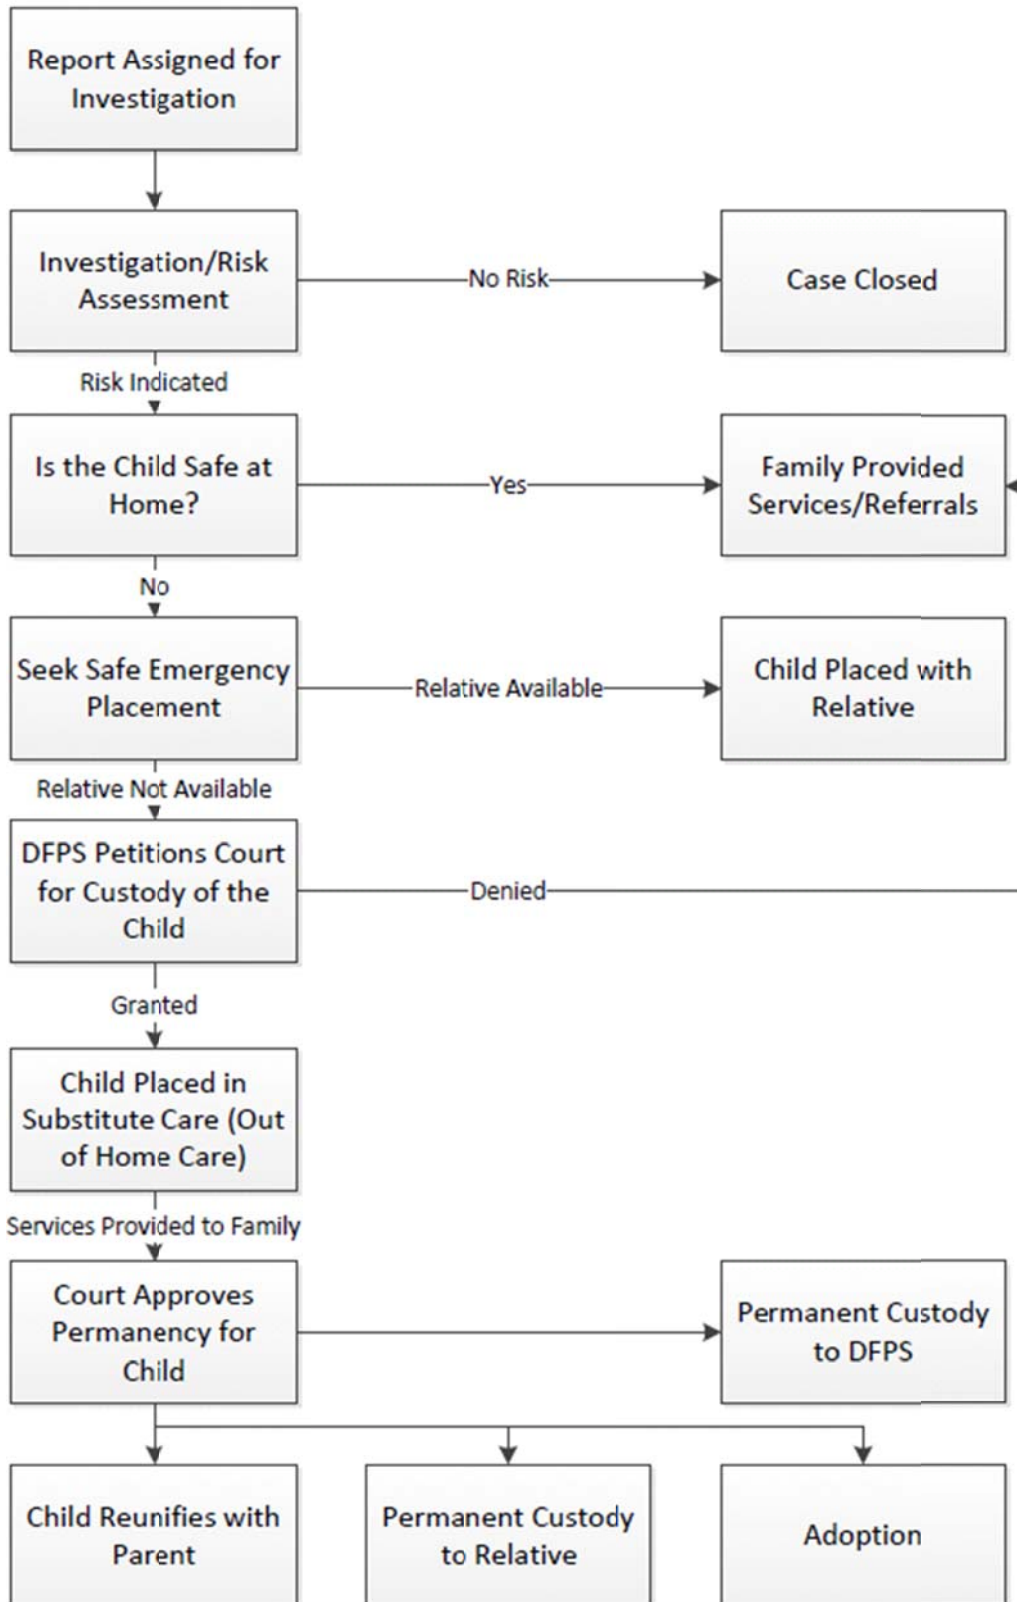 Report Assigned for
Investigation
Investigation/Risk
Assessment
No Risk
Case Closed
Risk Indicated
Is the Child Safe at
Home?
Yes
Family Provided
Services/Referrals
No
Seek Safe Emergency
Placement
Relative Available
Child Placed with
Relative
Relative Not Available
DFPS Petitions Court
for Custody of the
Child
Denied
Granted
Child Placed in
Substitute Care (Out
of Home Care)
Services Provided to Family
Court Approves
Permanency for
Child
Permanent Custody
to DFPS
Child Reunifies with
Parent
Permanent Custody
to Relative
Adoption